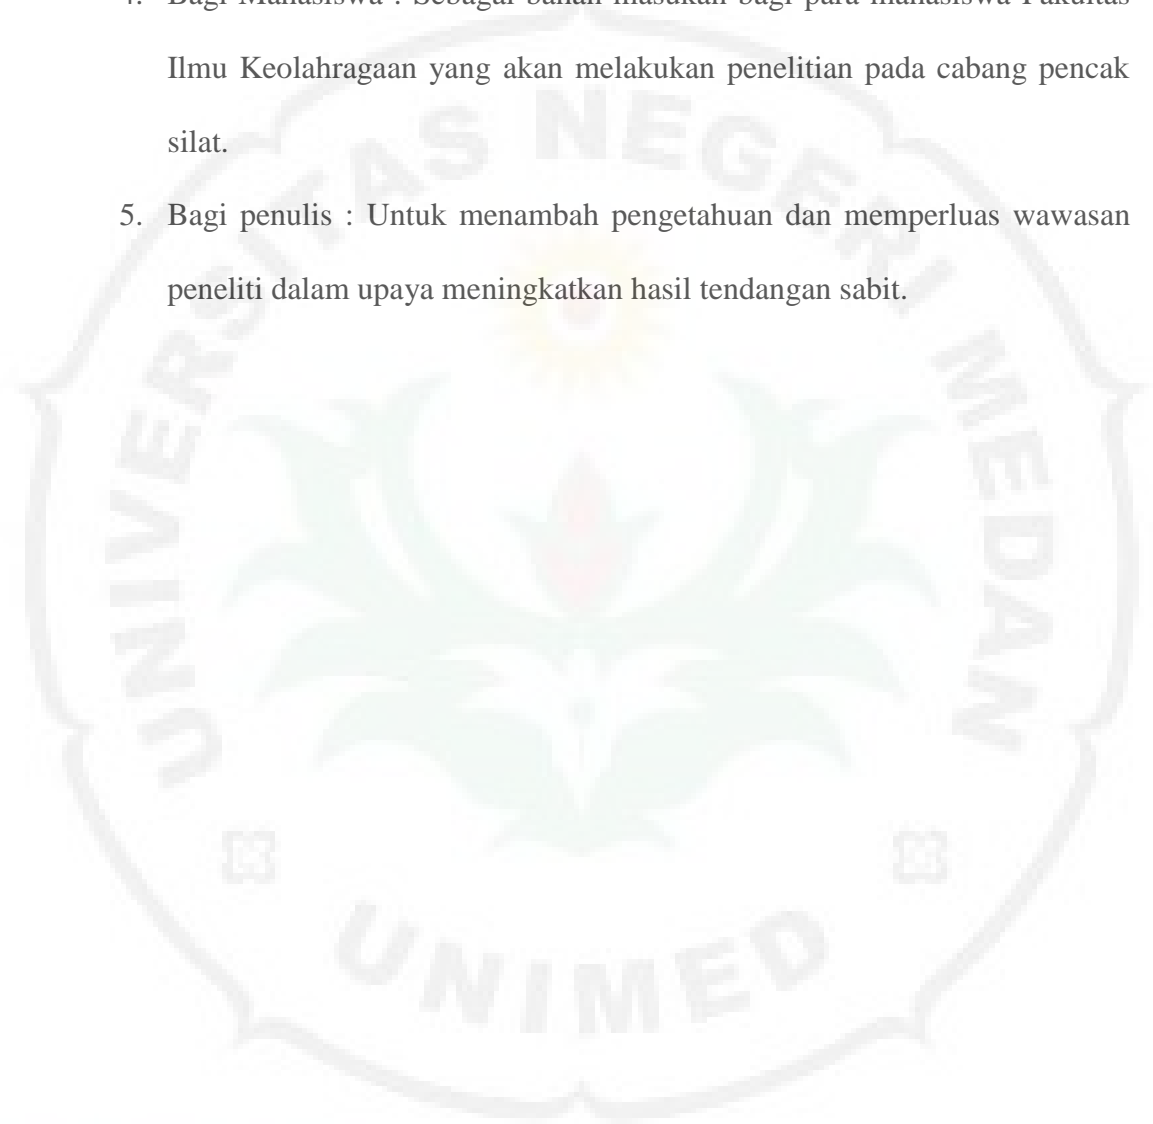 4. Bagi Mahasiswa : Sebagai bahan masukan bagi para mahasiswa Fakultas
Ilmu Keolahragaan yang akan melakukan penelitian pada cabang pencak
silat.
5. Bagi penulis : Untuk menambah pengetahuan dan memperluas wawasan
peneliti dalam upaya meningkatkan hasil tendangan sabit.
UNIVERSITAS NEGERI MEDAN
UNIMED